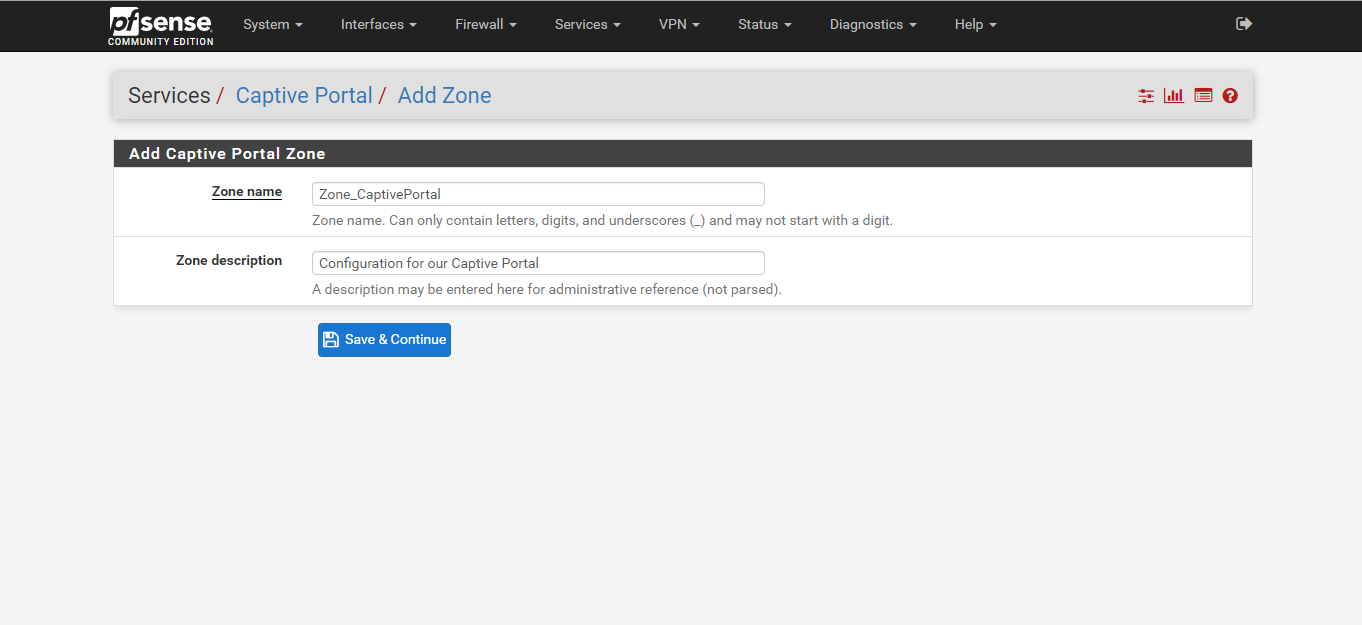 pfsense System Interfaces Firewall Services VPN Status Diagnostics Help
COMMUNITY EDITION
Services / Captive Portal / Add Zone
Add Captive Portal Zone
Zone name Zone_CaptivePortal
Zone name. Can only contain letters, digits, and underscores (_) and may not start with a digit.
Zone description Configuration for our Captive Portal
A description may be entered here for administrative reference (not parsed).
Save & Continue